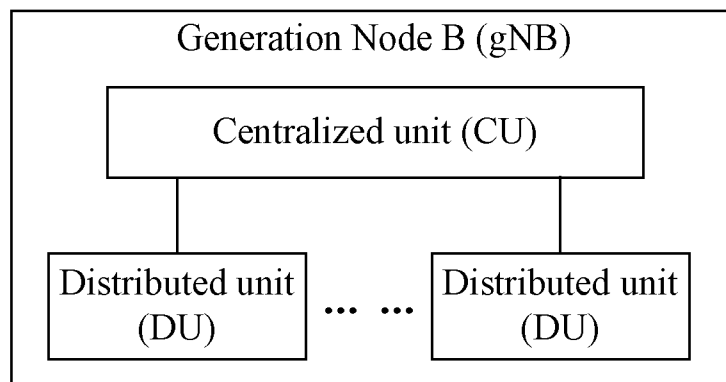 Generation Node B (gNB)
Centralized unit (CU)
Distributed unit
(DU)
... ...
Distributed unit
(DU)